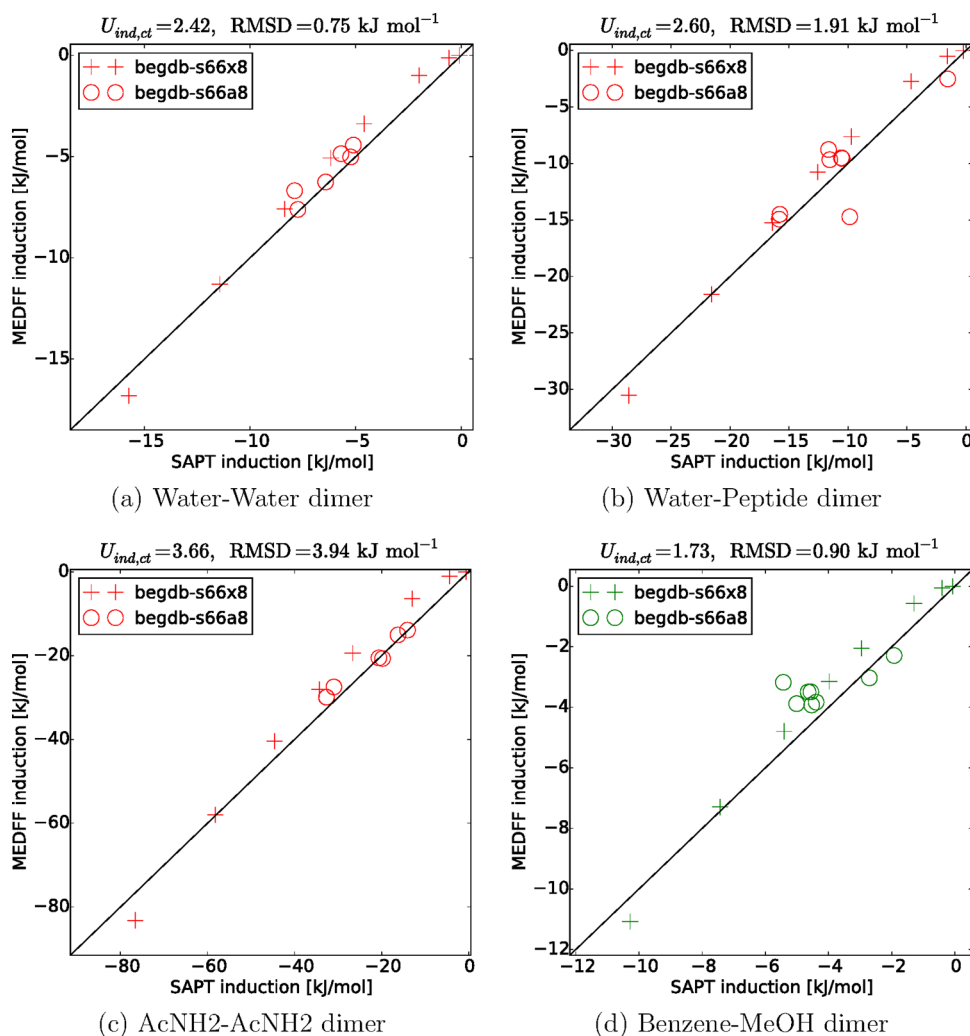 U_ind,ct=2.42, RMSD=0.75 kJ mol⁻¹
begdb-s66x8
begdb-s66a8
MEDFF induction [kJ/mol]
0
−5
−10
−15
−15 −10 −5 0
SAPT induction [kJ/mol]
(a) Water-Water dimer
U_ind,ct=2.60, RMSD=1.91 kJ mol⁻¹
begdb-s66x8
begdb-s66a8
MEDFF induction [kJ/mol]
0
−5
−10
−15
−20
−25
−30
−30 −25 −20 −15 −10 −5 0
SAPT induction [kJ/mol]
(b) Water-Peptide dimer
U_ind,ct=3.66, RMSD=3.94 kJ mol⁻¹
begdb-s66x8
begdb-s66a8
MEDFF induction [kJ/mol]
0
−20
−40
−60
−80
−80 −60 −40 −20 0
SAPT induction [kJ/mol]
(c) AcNH2-AcNH2 dimer
U_ind,ct=1.73, RMSD=0.90 kJ mol⁻¹
begdb-s66x8
begdb-s66a8
MEDFF induction [kJ/mol]
0
−2
−4
−6
−8
−10
−12
−12 −10 −8 −6 −4 −2 0
SAPT induction [kJ/mol]
(d) Benzene-MeOH dimer